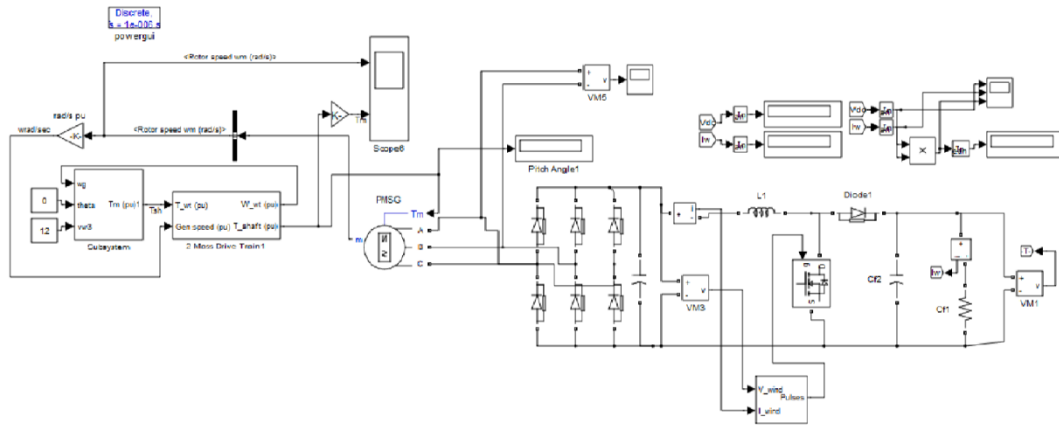 Discrete,
s = 1e-006 s
powergui
<Rotor speed wm (rad/s)>
rad/s pu
wrad/sec
-K-
<Rotor speed wm (rad/s)>
K-
Tm
Scope6
+
-
v
VM5
Pitch Angle1
Vdc
Iw
Vdc
Iw
×
wg
theta
vw3
Tm (pu)1
Subsystem
0
12
Tsh
T_wt (pu)
Gen speed (pu)
W_wt (pu)
T_shaft (pu)
2 Mass Drive Train1
PMSG
Tm
m
A
B
C
+
-
i
L1
Diode1
g
D
S
+
-
v
VM3
Cf2
+
-
Iw
Cf1
+
-
v
VM1
V_wind
I_wind
Pulses